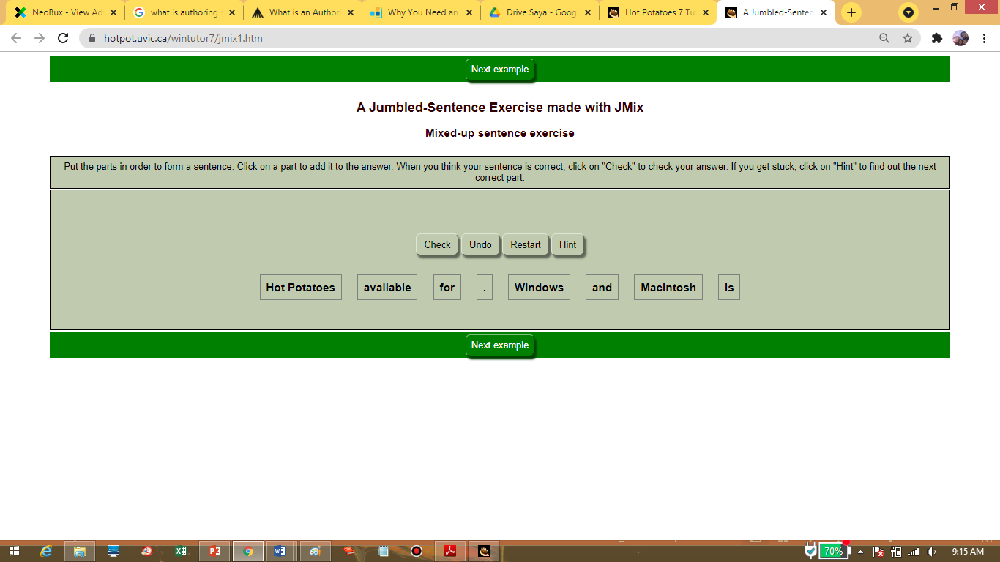 NeoBux - View Ad
what is authoring
What is an Author
Why You Need an
Drive Saya - Goog
Hot Potatoes 7 Tu
A Jumbled-Senten
hotpot.uvic.ca/wintutor7/jmix1.htm
Next example
A Jumbled-Sentence Exercise made with JMix
Mixed-up sentence exercise
Put the parts in order to form a sentence. Click on a part to add it to the answer. When you think your sentence is correct, click on "Check" to check your answer. If you get stuck, click on "Hint" to find out the next
correct part.
Check Undo Restart Hint
Hot Potatoes available for . Windows and Macintosh is
Next example
70% 9:15 AM